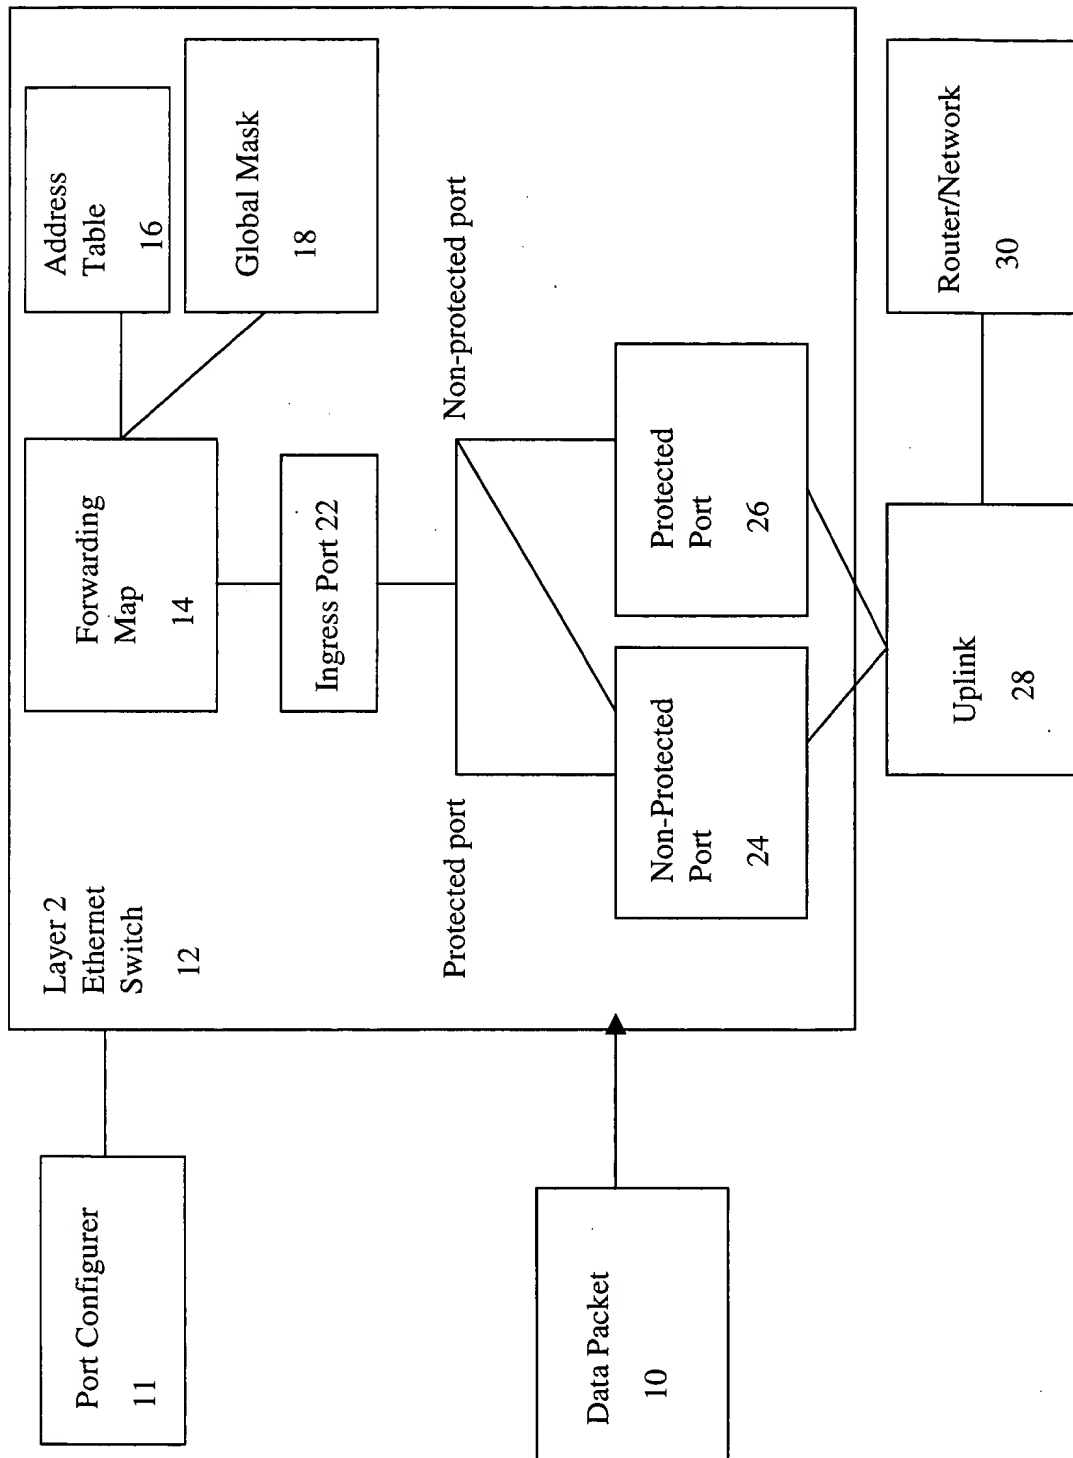 Port Configurer
11
Layer 2
Ethernet
Switch
12
Forwarding
Map
14
Address
Table
16
Global Mask
18
Ingress Port 22
Protected port
Non-protected port
Data Packet
10
Non-Protected
Port
24
Protected
Port
26
Uplink
28
Router/Network
30